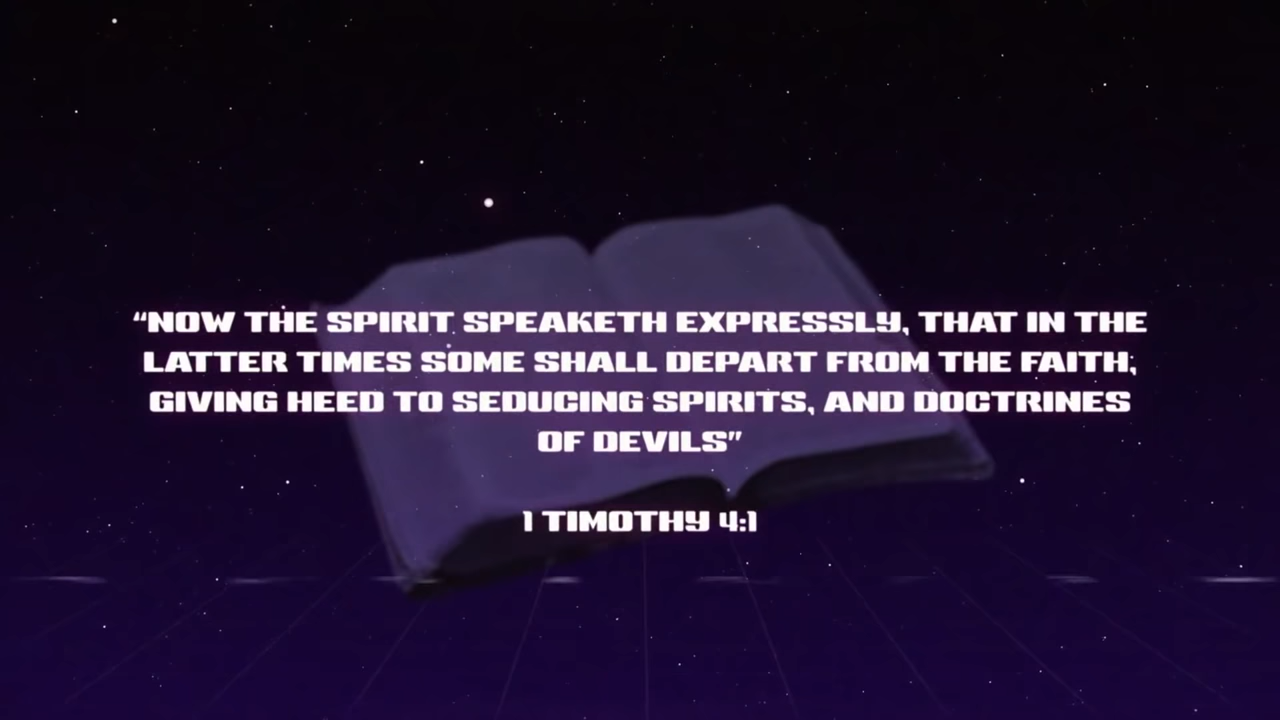 “NOW THE SPIRIT SPEAKETH EXPRESSLY, THAT IN THE
LATTER TIMES SOME SHALL DEPART FROM THE FAITH,
GIVING HEED TO SEDUCING SPIRITS, AND DOCTRINES
OF DEVILS”
1 TIMOTHY 4:1